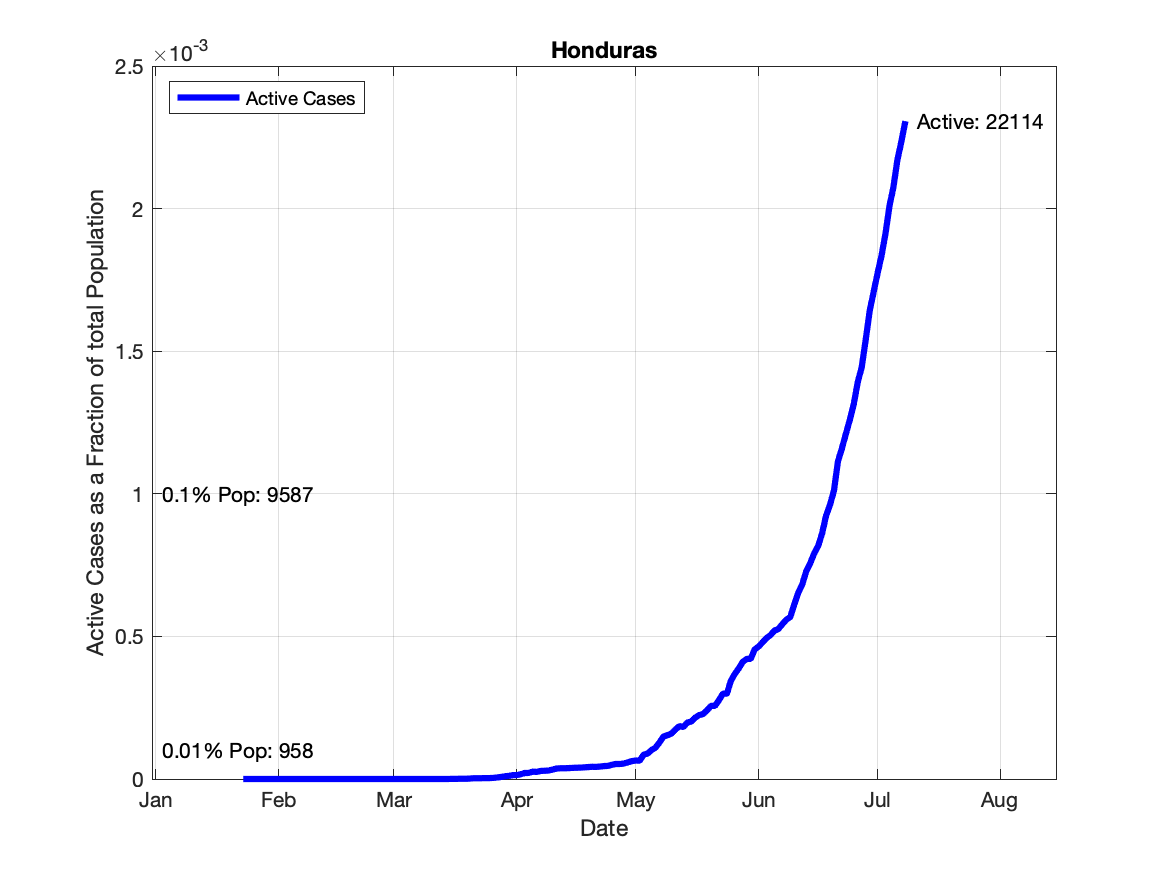 Honduras
×10-3
2.5
2
1.5
1
0.5
0
Active Cases
Active: 22114
0.1% Pop: 9587
0.01% Pop: 958
Active Cases as a Fraction of total Population
Jan Feb Mar Apr May Jun Jul Aug
Date